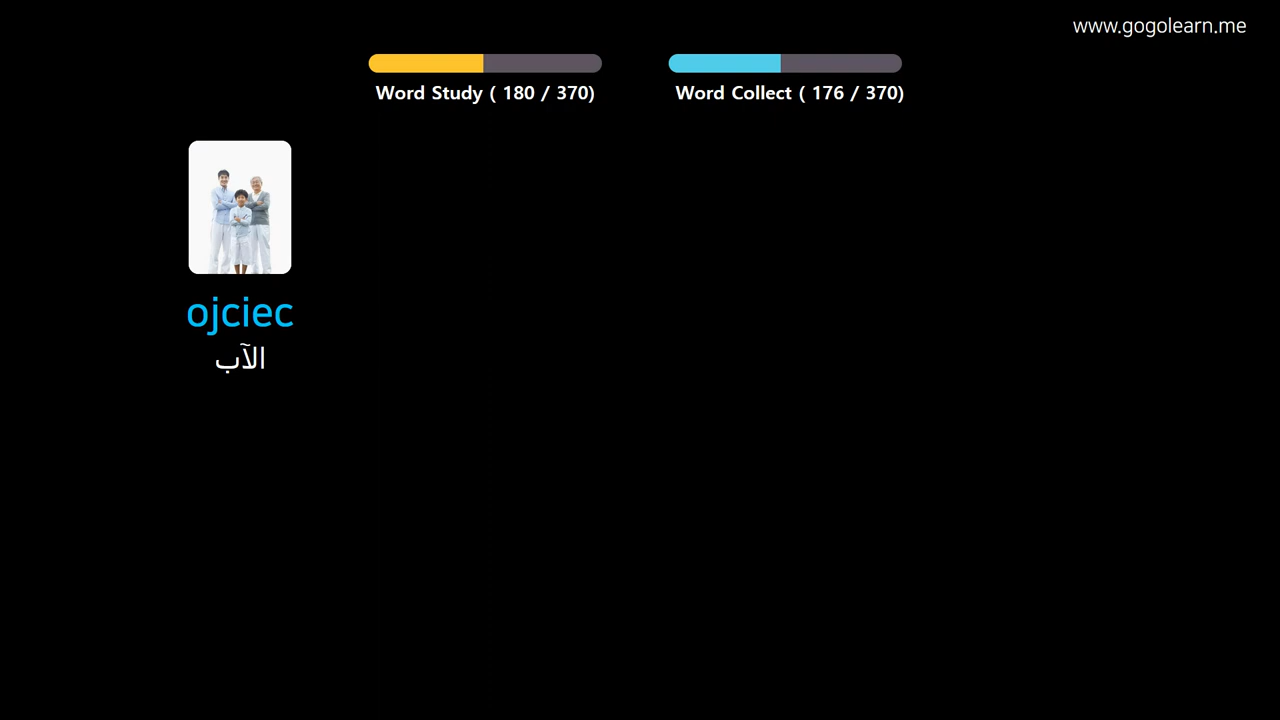 www.gogolearn.me
Word Study ( 180 / 370)
Word Collect ( 176 / 370)
ojciec
الآب